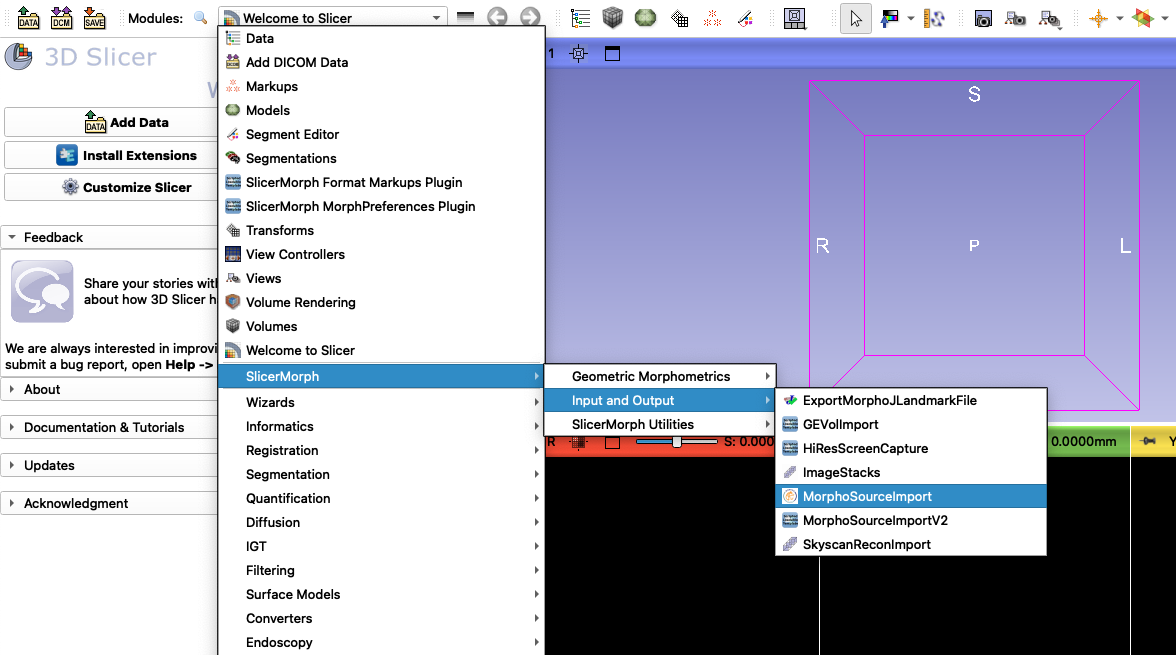 DATA
DCM
SAVE
Modules:
Welcome to Slicer
3D Slicer
W
DATA
Add Data
Install Extensions
Customize Slicer
Feedback
Share your stories with
about how 3D Slicer h
We are always interested in improvi
submit a bug report, open Help ->
About
Documentation & Tutorials
Updates
Acknowledgment
Data
Add DICOM Data
Markups
Models
Segment Editor
Segmentations
SlicerMorph Format Markups Plugin
SlicerMorph MorphPreferences Plugin
Transforms
View Controllers
Views
Volume Rendering
Volumes
Welcome to Slicer
SlicerMorph
Wizards
Informatics
Registration
Segmentation
Quantification
Diffusion
IGT
Filtering
Surface Models
Converters
Endoscopy
Geometric Morphometrics
Input and Output
SlicerMorph Utilities
ExportMorphoJLandmarkFile
GEVolImport
HiResScreenCapture
ImageStacks
MorphoSourceImport
MorphoSourceImportV2
SkyscanReconImport
1
S
R
P
L
R
S: 0.000
0.0000mm
Y